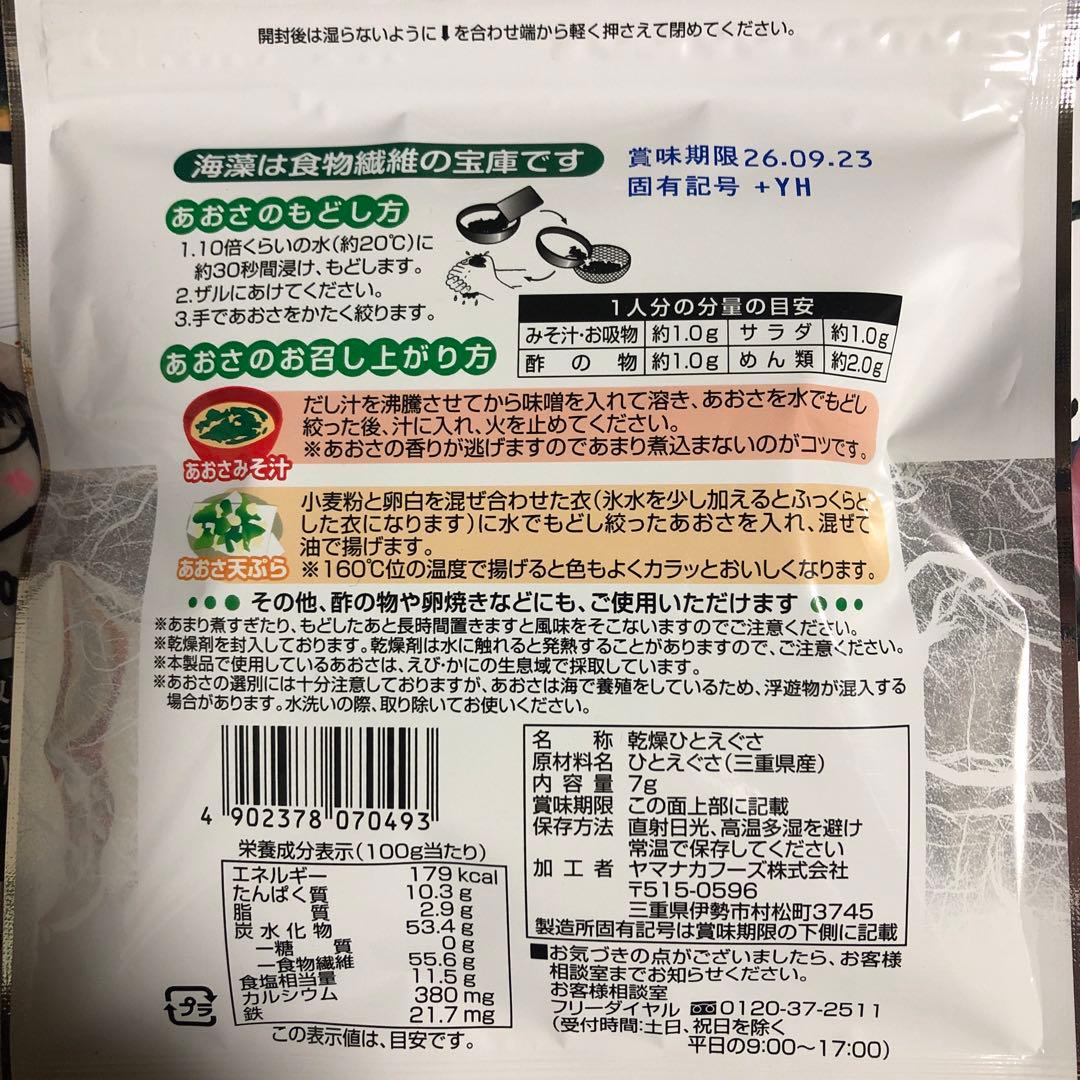 開封後は湿らないように⬇を合わせ端から軽く押さえて閉めてください。
海藻は食物繊維の宝庫です
賞味期限26.09.23
固有記号 +YH
あおさのもどし方
1.10倍くらいの水(約20℃)に
約30秒間浸け、もどします。
2.ザルにあけてください。
3.手であおさをかたく絞ります。
1人分の分量の目安
みそ汁・お吸物 約1.0g サラダ 約1.0g
酢の物 約1.0g めん類 約2.0g
あおさのお召し上がり方
あおさみそ汁
だし汁を沸騰させてから味噌を入れて溶き、あおさを水でもどし
絞った後、汁に入れ、火を止めてください。
※あおさの香りが逃げますのであまり煮込まないのがコツです。
あおさ天ぷら
小麦粉と卵白を混ぜ合わせた衣(氷水を少し加えるとふっくらと
した衣になります)に水でもどし絞ったあおさを入れ、混ぜて
油で揚げます。
※160℃位の温度で揚げると色もよくカラッとおいしくなります。
●●● その他、酢の物や卵焼きなどにも、ご使用いただけます ●●●
※あまり煮すぎたり、もどしたあと長時間置きますと風味をそこないますのでご注意ください。
※乾燥剤を封入しております。乾燥剤は水に触れると発熱することがありますので、ご注意ください。
※本製品で使用しているあおさは、えび・かにの生息域で採取しています。
※あおさの選別には十分注意しておりますが、あおさは海で養殖をしているため、浮遊物が混入する
場合があります。水洗いの際、取り除いてお使いください。
4 902378 070493
栄養成分表示(100g当たり)
エネルギー 179 kcal
たんぱく質 10.3 g
脂質 2.9 g
炭水化物 53.4 g
―糖質 0 g
―食物繊維 55.6 g
食塩相当量 11.5 g
カルシウム 380 mg
鉄 21.7 mg
この表示値は、目安です。
プラ
名称 乾燥ひとえぐさ
原材料名 ひとえぐさ(三重県産)
内容量 7g
賞味期限 この面上部に記載
保存方法 直射日光、高温多湿を避け
常温で保存してください
加工者 ヤマナカフーズ株式会社
〒515-0596
三重県伊勢市村松町3745
製造所固有記号は賞味期限の下側に記載
■お気づきの点がございましたら、お客様
相談室までお知らせください。
お客様相談室
フリーダイヤル 0120-37-2511
(受付時間:土日、祝日を除く
平日の9:00～17:00)